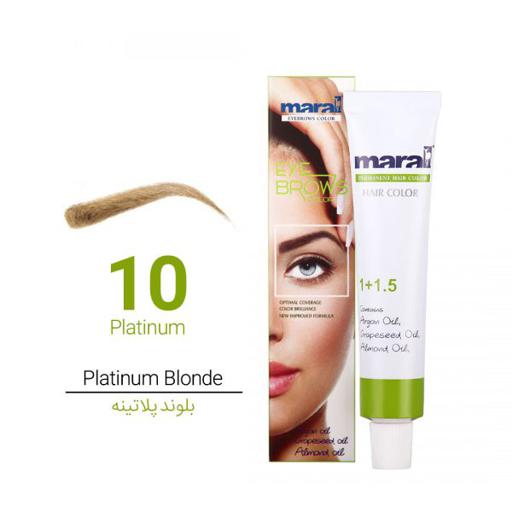 10
Platinum
Platinum Blonde
بلوند پلاتینه
maral
EYEBROWS COLOR
EYE
BROWS
COLOR
OPTIMAL COVERAGE
COLOR BRILLIANCE
NEW IMPROVED FORMULA
oil
Grapeseed oil
Almond oil
maral
PERMANENT HAIR COLOR
HAIR COLOR
1+1.5
Contains
Argan Oil,
Grapeseed Oil,
Almond Oil,